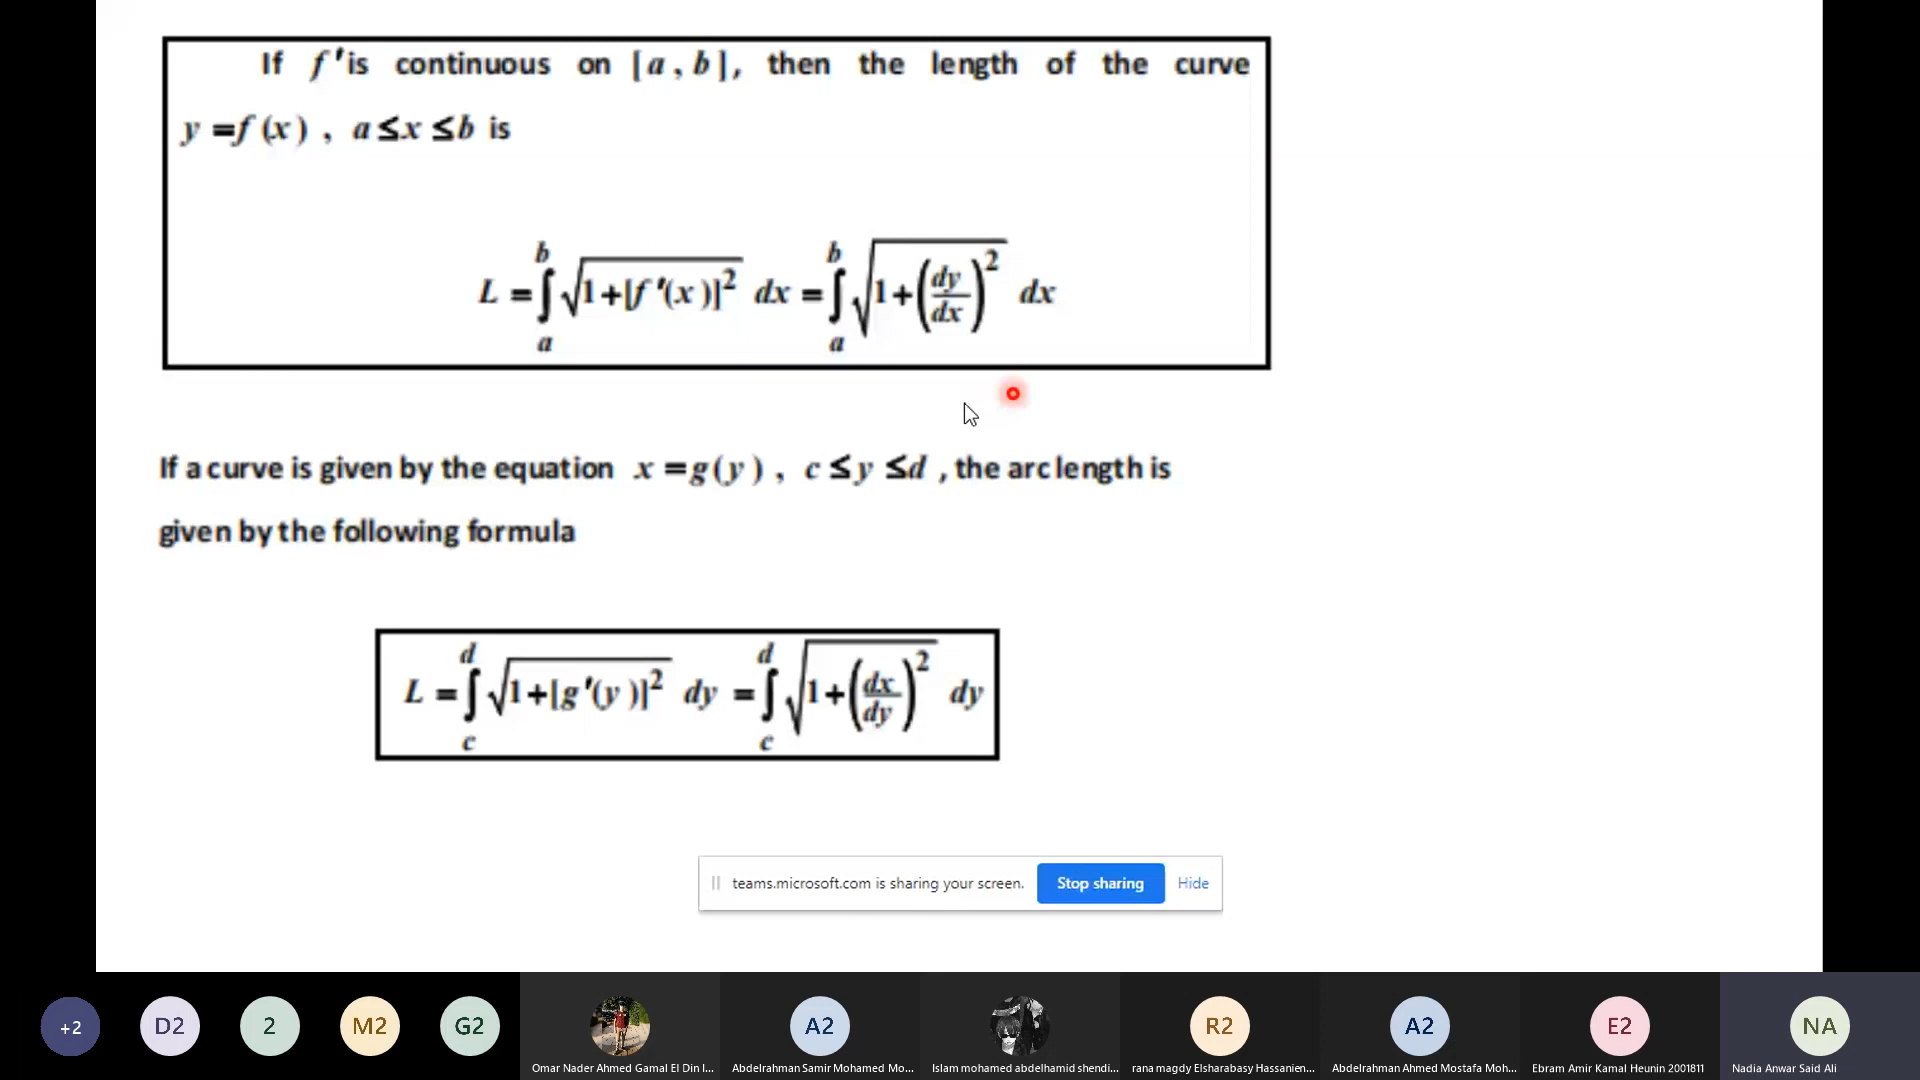 If f' is continuous on [a, b], then the length of the curve
y = f(x), a ≤ x ≤ b is
L = ∫_a^b √(1+[f'(x)]²) dx = ∫_a^b √(1+(dy/dx)²) dx
If a curve is given by the equation x = g(y), c ≤ y ≤ d, the arc length is
given by the following formula
L = ∫_c^d √(1+[g'(y)]²) dy = ∫_c^d √(1+(dx/dy)²) dy
teams.microsoft.com is sharing your screen. Stop sharing Hide
+2 D2 2 M2 G2 A2 R2 A2 E2 NA
Omar Nader Ahmed Gamal El Din I... Abdelrahman Samir Mohamed Mo... Islam mohamed abdelhamid shendi... rana magdy Elsharabasy Hassanien... Abdelrahman Ahmed Mostafa Moh... Ebram Amir Kamal Heunin 2001811 Nadia Anwar Said Ali